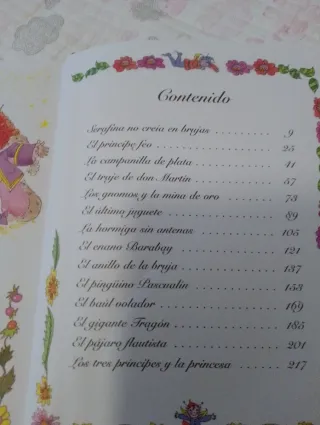 Contenido
Serafina no creía en brujas . . . . . . . . 9
El príncipe feo . . . . . . . . . . . . . . . 25
La campanilla de plata . . . . . . . . . . 41
El traje de don Martín . . . . . . . . . . 57
Los gnomos y la mina de oro . . . . . . . 73
El último juguete . . . . . . . . . . . . . 89
La hormiga sin antenas . . . . . . . . . . 105
El enano Barabay . . . . . . . . . . . . . 121
El anillo de la bruja . . . . . . . . . . . 137
El pingüino Pascualín . . . . . . . . . . . 153
El baúl volador . . . . . . . . . . . . . . 169
El gigante Tragón . . . . . . . . . . . . . 185
El pájaro flautista . . . . . . . . . . . . 201
Los tres príncipes y la princesa . . . . . 217